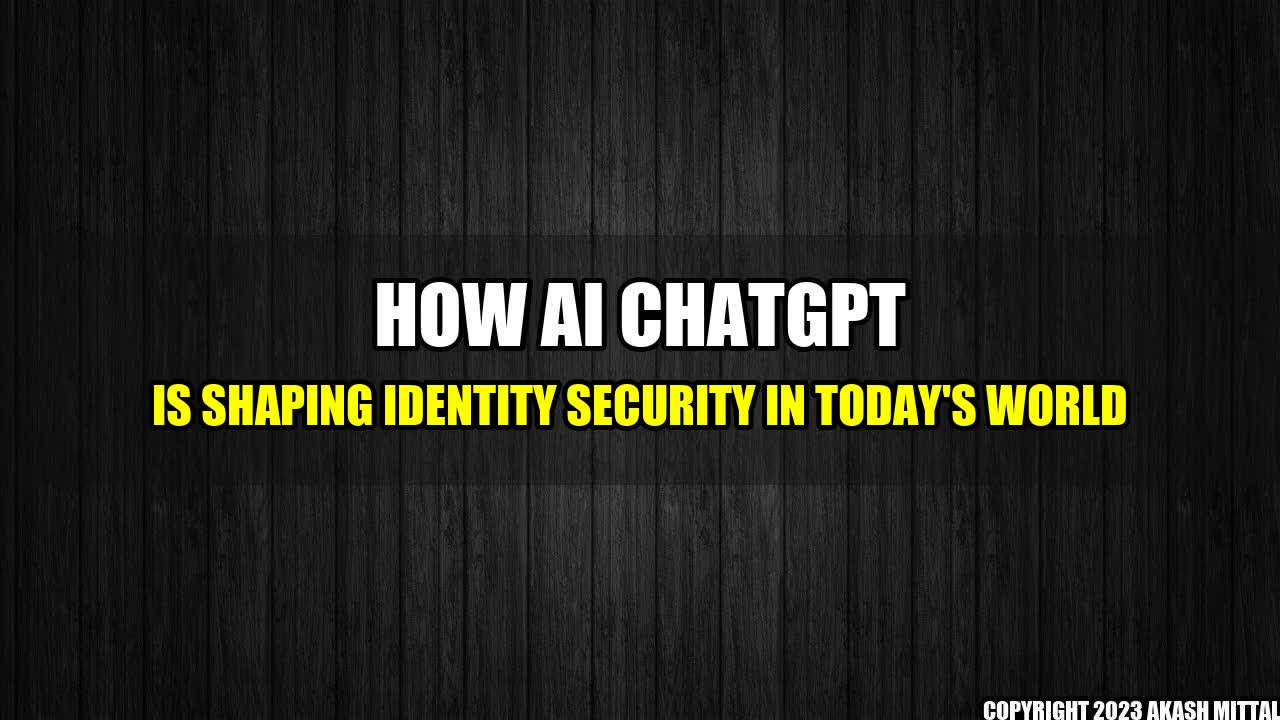 HOW AI CHATGPT
IS SHAPING IDENTITY SECURITY IN TODAY'S WORLD
COPYRIGHT 2023 AKASH MITTAL